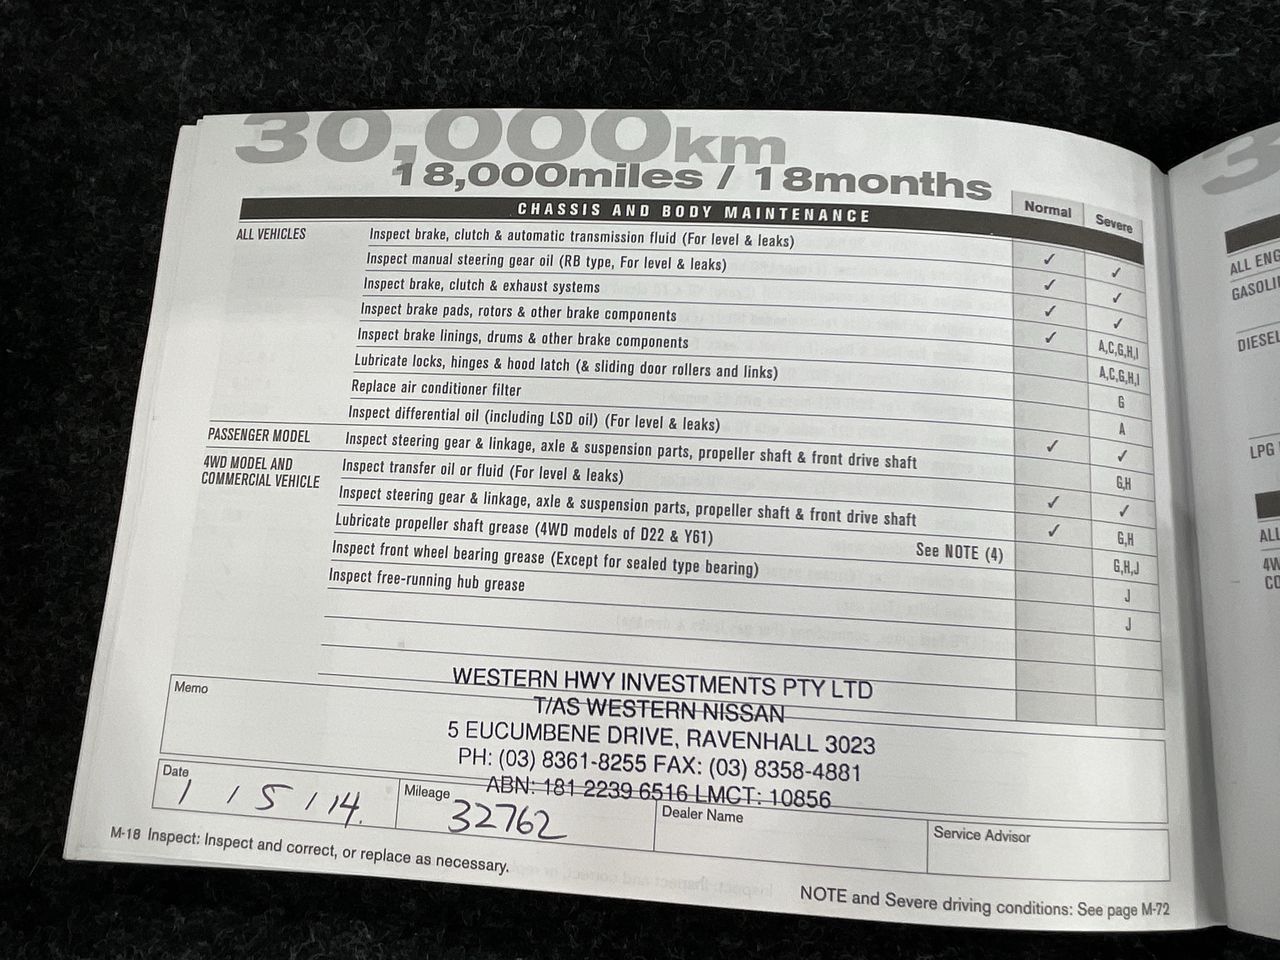 30,000km
18,000miles / 18months
CHASSIS AND BODY MAINTENANCE Normal Severe
ALL VEHICLES Inspect brake, clutch & automatic transmission fluid (For level & leaks) ✓ ✓
Inspect manual steering gear oil (RB type, For level & leaks) ✓ ✓
Inspect brake, clutch & exhaust systems ✓ ✓
Inspect brake pads, rotors & other brake components ✓ A,C,G,H,I
Inspect brake linings, drums & other brake components A,C,G,H,I
Lubricate locks, hinges & hood latch (& sliding door rollers and links) G
Replace air conditioner filter A
Inspect differential oil (including LSD oil) (For level & leaks) ✓ ✓
PASSENGER MODEL Inspect steering gear & linkage, axle & suspension parts, propeller shaft & front drive shaft G,H
4WD MODEL AND Inspect transfer oil or fluid (For level & leaks) ✓ ✓
COMMERCIAL VEHICLE Inspect steering gear & linkage, axle & suspension parts, propeller shaft & front drive shaft ✓ G,H
Lubricate propeller shaft grease (4WD models of D22 & Y61) See NOTE (4) G,H,J
Inspect front wheel bearing grease (Except for sealed type bearing) J
Inspect free-running hub grease J
WESTERN HWY INVESTMENTS PTY LTD
T/AS WESTERN NISSAN
5 EUCUMBENE DRIVE, RAVENHALL 3023
PH: (03) 8361-8255 FAX: (03) 8358-4881
ABN: 181 2239 6516 LMCT: 10856
Memo
Date 1 / 5 / 14.
Mileage 32762
Dealer Name
Service Advisor
M-18 Inspect: Inspect and correct, or replace as necessary.
NOTE and Severe driving conditions: See page M-72
3
ALL ENG
GASOLI
DIESEL
LPG
ALL
4W
CO